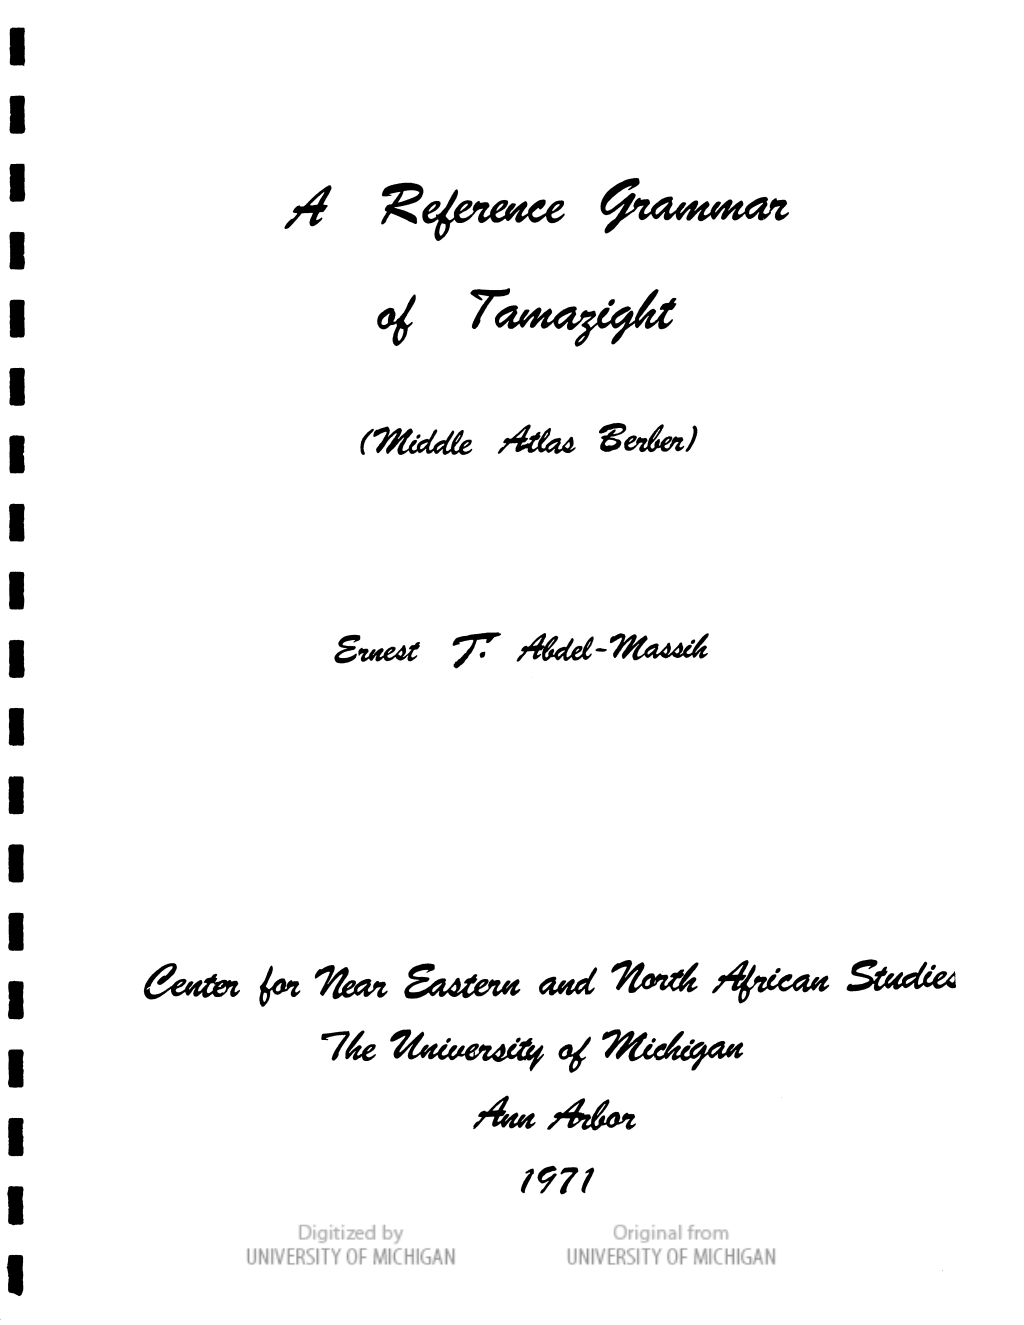 A Reference Grammar
of Tamazight
(Middle Atlas Berber)
Ernest T. Abdel-Massih
Center for Near Eastern and North African Studies
The University of Michigan
Ann Arbor
1971
Digitized by
UNIVERSITY OF MICHIGAN
Original from
UNIVERSITY OF MICHIGAN